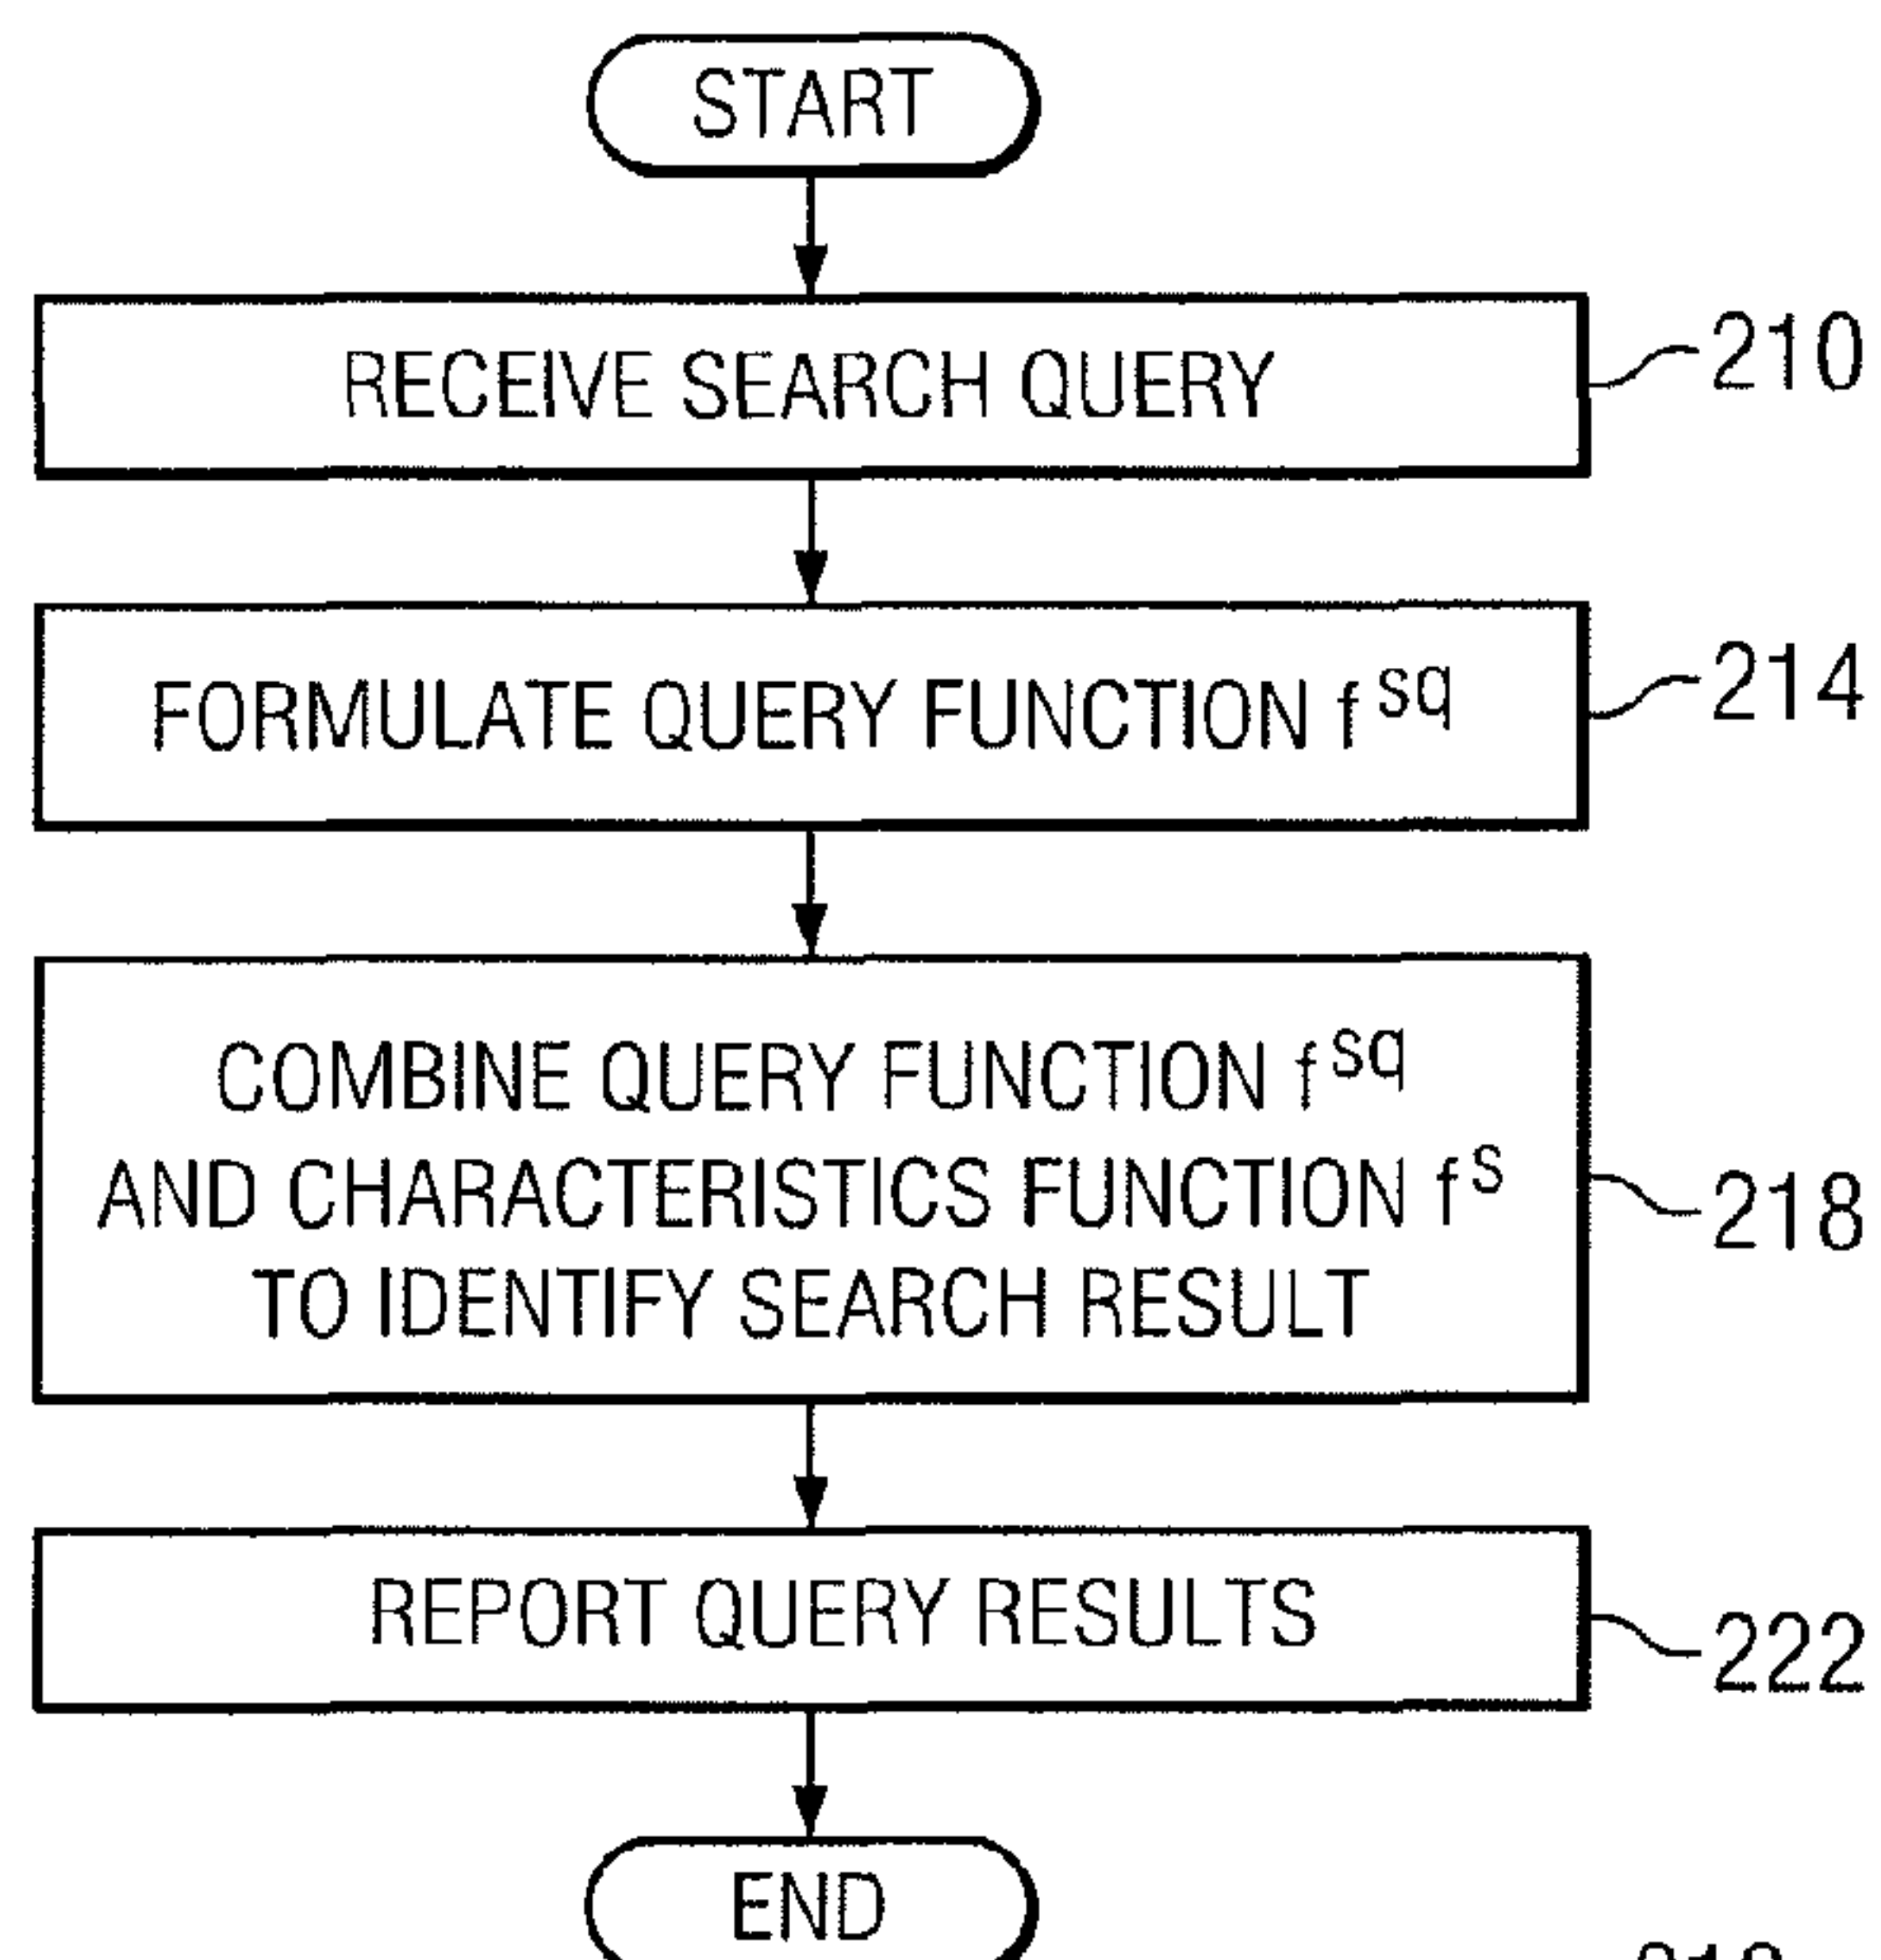 START
RECEIVE SEARCH QUERY
210
FORMULATE QUERY FUNCTION f sq
214
COMBINE QUERY FUNCTION f sq
AND CHARACTERISTICS FUNCTION f s
TO IDENTIFY SEARCH RESULT
218
REPORT QUERY RESULTS
222
END